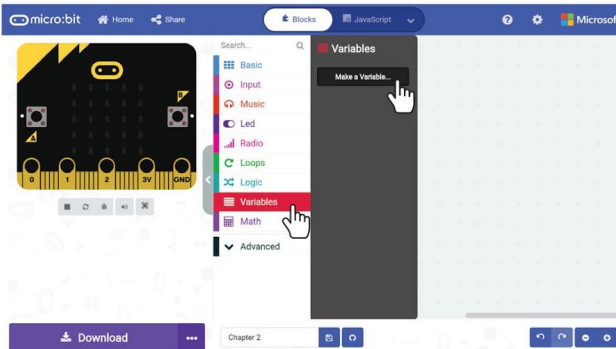 micro:bit Home Share Blocks JavaScript Microsof
Search...
Variables
Basic
Make a Variable...
Input
Music
B
Led
A
Radio
Loops
0 1 2 3V GND
Logic
Variables
Math
Advanced
Download
Chapter 2